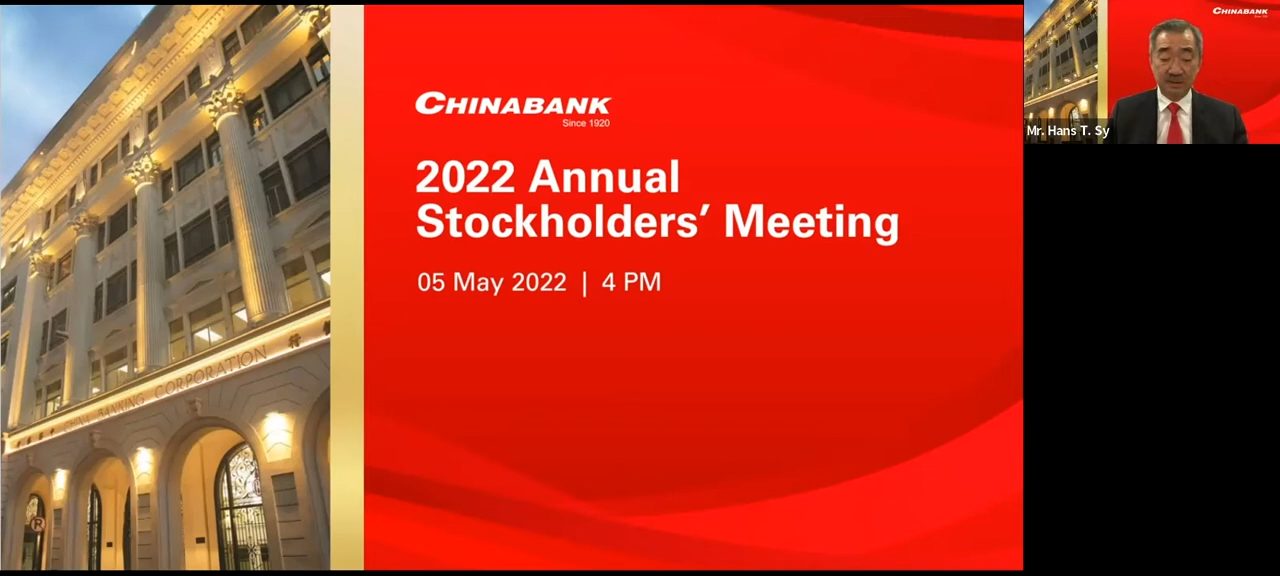 CHINABANK
Since 1920
2022 Annual
Stockholders' Meeting
05 May 2022 | 4 PM
CHINA BANKING CORPORATION 行
CHINABANK
Mr. Hans T. Sy